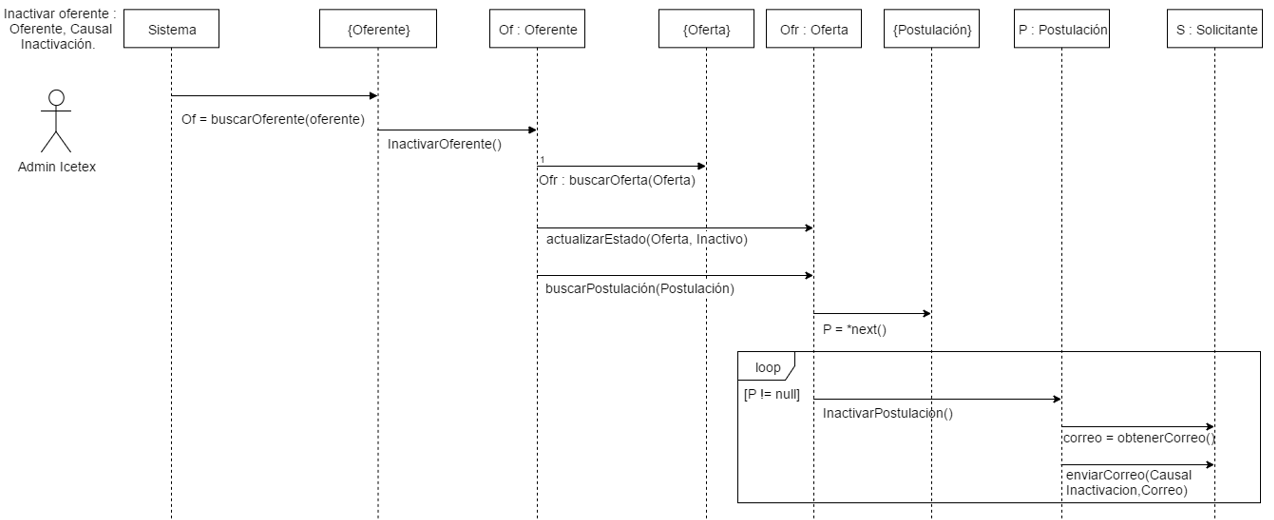 Inactivar oferente :
Oferente, Causal
Inactivación.
Sistema
{Oferente}
Of : Oferente
{Oferta}
Ofr : Oferta
{Postulación}
P : Postulación
S : Solicitante
Admin Icetex
Of = buscarOferente(oferente)
InactivarOferente()
1
Ofr : buscarOferta(Oferta)
actualizarEstado(Oferta, Inactivo)
buscarPostulación(Postulación)
P = *next()
loop
[P != null]
InactivarPostulación()
correo = obtenerCorreo()
enviarCorreo(Causal
Inactivacion,Correo)